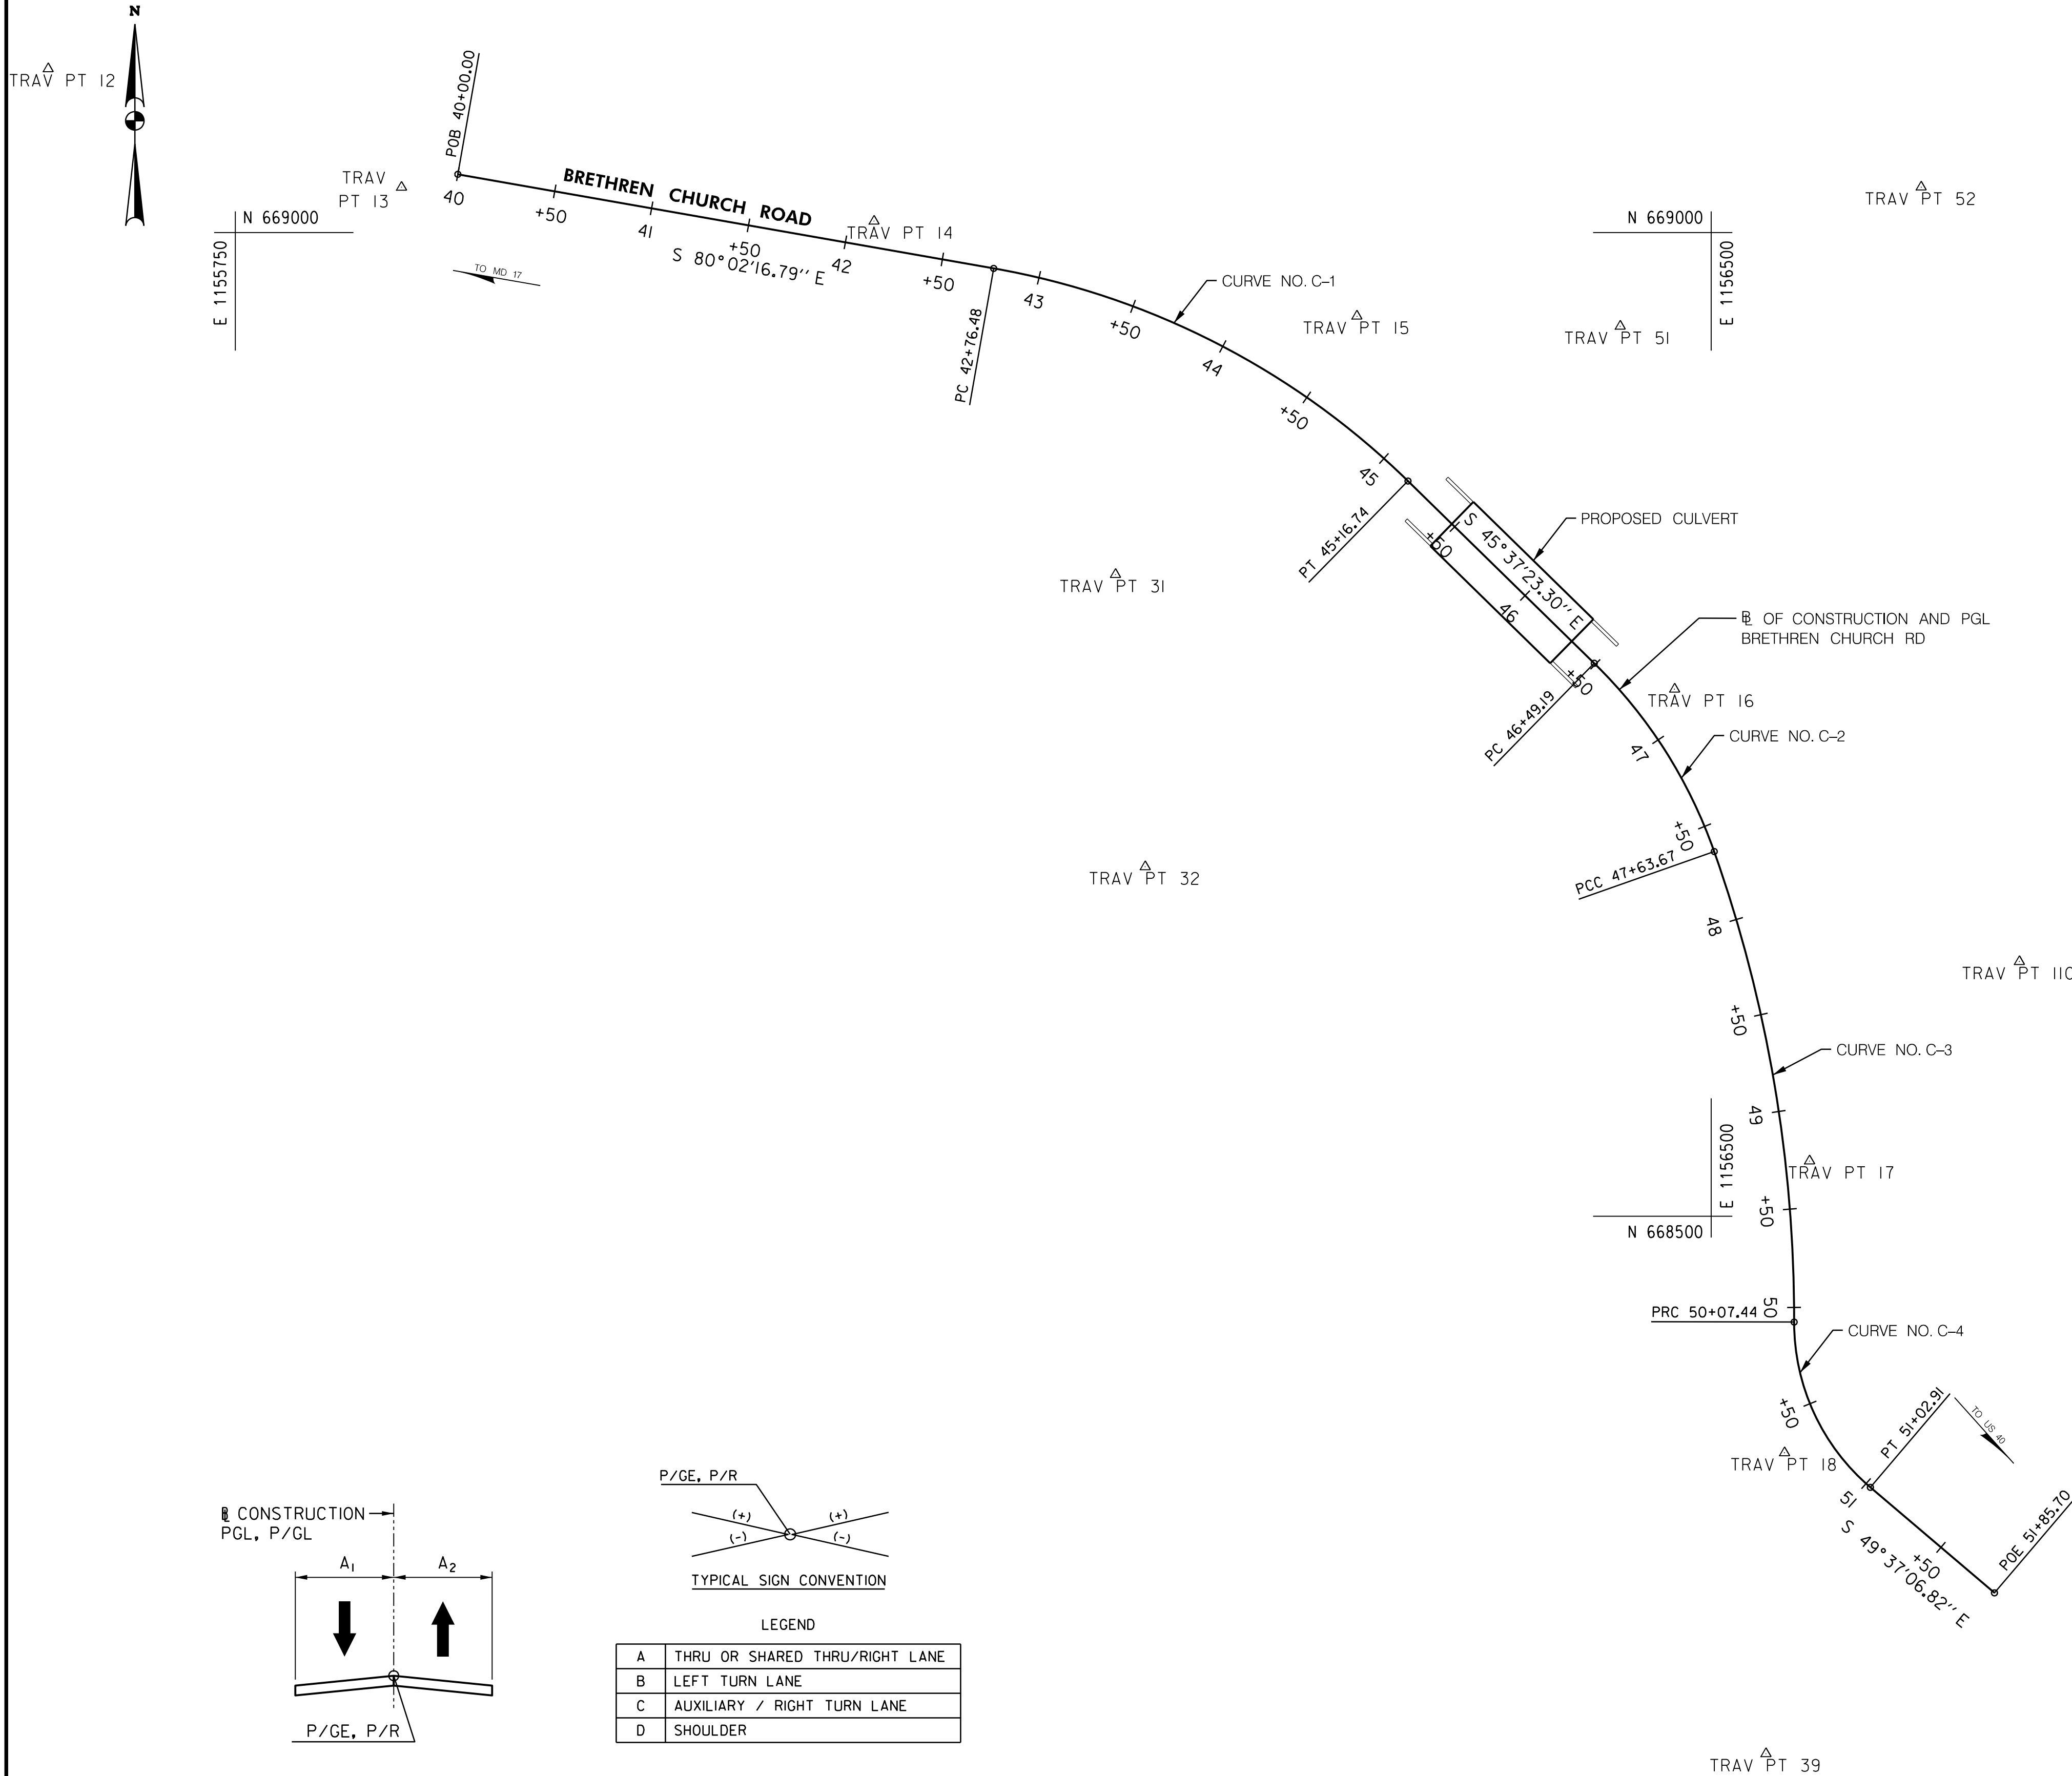 N
TRAV PT 12
POB 40+00.00
TRAV
PT 13
40
+50
41
+50
42
+50
43
+50
44
+50
45
BRETHREN CHURCH ROAD
S 80°02'16.79'' E
TRAV PT 14
TO MD 17
N 669000
E 1155750
PC 42+76.48
CURVE NO. C-1
TRAV PT 15
TRAV PT 51
TRAV PT 52
N 669000
E 1156500
PT 45+16.74
+50
S 45°37'23.30'' E
46
+50
PROPOSED CULVERT
TRAV PT 31
BL OF CONSTRUCTION AND PGL
BRETHREN CHURCH RD
PC 46+49.19
TRAV PT 16
47
CURVE NO. C-2
+50
PCC 47+63.67
TRAV PT 32
48
TRAV PT 110
+50
CURVE NO. C-3
49
E 1156500
N 668500
TRAV PT 17
+50
50
PRC 50+07.44
CURVE NO. C-4
+50
TRAV PT 18
PT 51+02.91
TO US 40
51
+50
S 49°37'06.82'' E
POE 51+85.70
TRAV PT 39
BL CONSTRUCTION
PGL, P/GL
A1
A2
P/GE, P/R
P/GE, P/R
(+)
(+)
(-)
(-)
TYPICAL SIGN CONVENTION
LEGEND
A THRU OR SHARED THRU/RIGHT LANE
B LEFT TURN LANE
C AUXILIARY / RIGHT TURN LANE
D SHOULDER